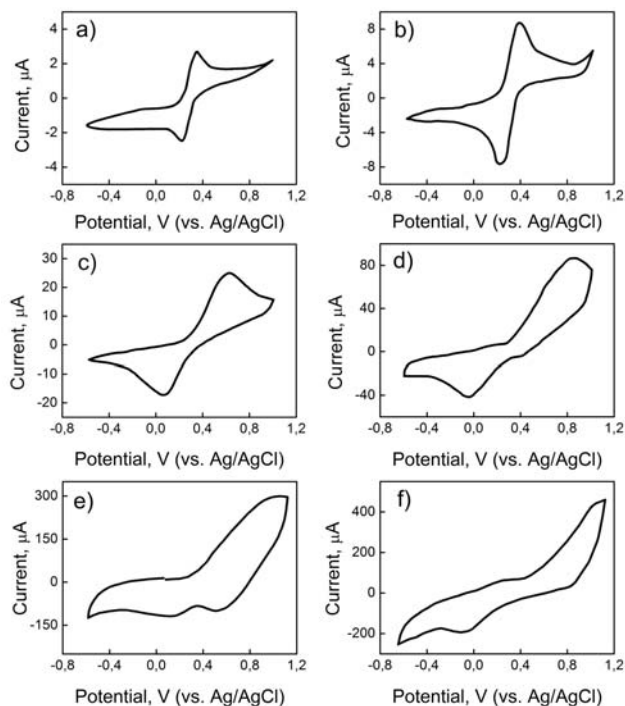 a)
Current, μA
4
2
0
-2
-4
-0,8 -0,4 0,0 0,4 0,8 1,2
Potential, V (vs. Ag/AgCl)
b)
Current, μA
8
4
0
-4
-8
-0,8 -0,4 0,0 0,4 0,8 1,2
Potential, V (vs. Ag/AgCl)
c)
Current, μA
30
20
10
0
-10
-20
-0,8 -0,4 0,0 0,4 0,8 1,2
Potential, V (vs. Ag/AgCl)
d)
Current, μA
80
40
0
-40
-0,8 -0,4 0,0 0,4 0,8 1,2
Potential, V (vs. Ag/AgCl)
e)
Current, μA
300
150
0
-150
-0,8 -0,4 0,0 0,4 0,8 1,2
Potential, V (vs. Ag/AgCl)
f)
Current, μA
400
200
0
-200
-0,8 -0,4 0,0 0,4 0,8 1,2
Potential, V (vs. Ag/AgCl)